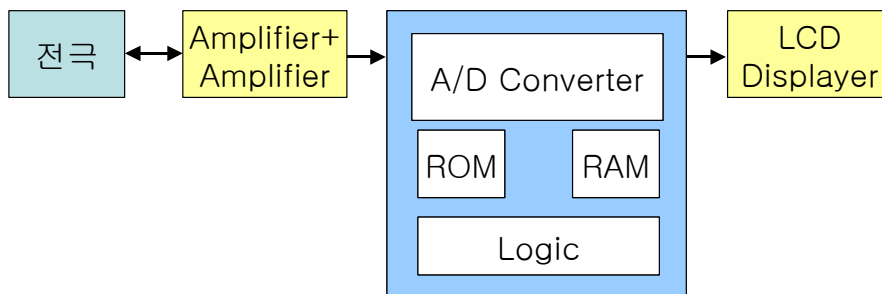 전극
Amplifier+
Amplifier
A/D Converter
ROM
RAM
Logic
LCD
Displayer